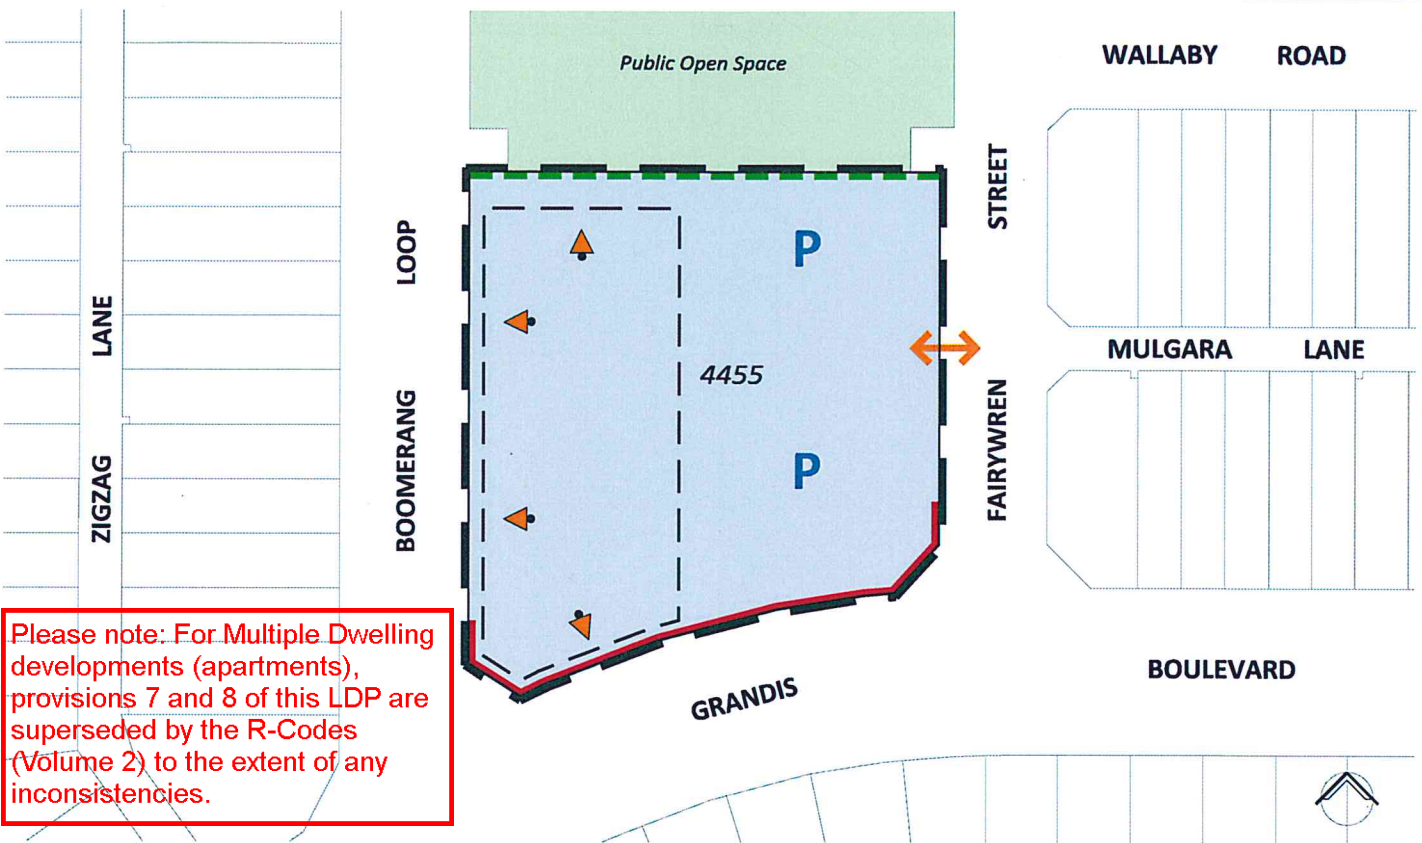 Public Open Space
WALLABY ROAD
STREET
P
LOOP
LANE
MULGARA LANE
4455
BOOMERANG
FAIRYWREN
P
ZIGZAG
Please note: For Multiple Dwelling
developments (apartments),
provisions 7 and 8 of this LDP are
superseded by the R-Codes
(Volume 2) to the extent of any
inconsistencies.
BOULEVARD
GRANDIS